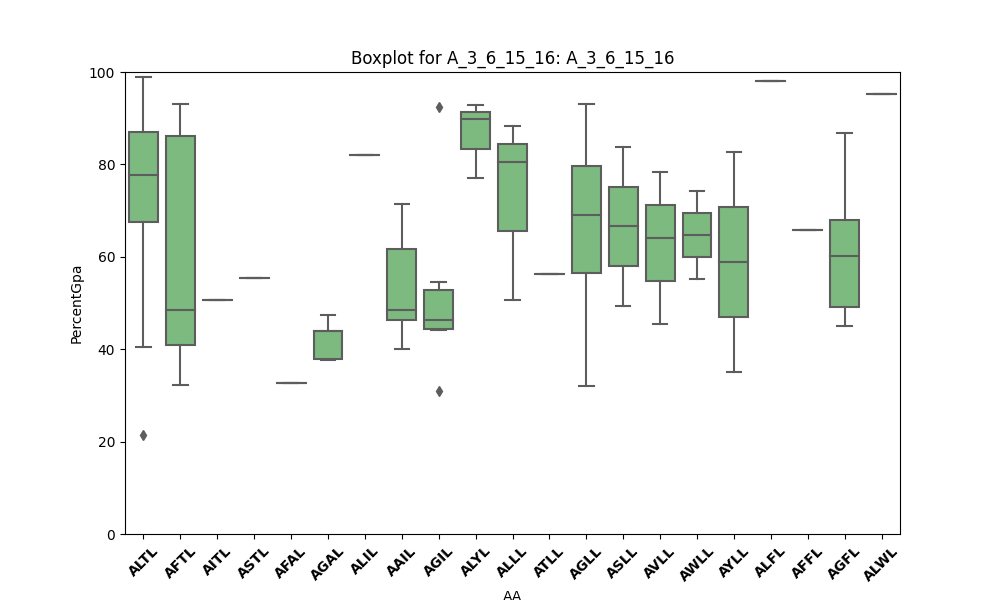 Boxplot for A_3_6_15_16: A_3_6_15_16
100
80
60
40
20
0
PercentGpa
ALTL AFTL AITL ASTL AFAL AGAL ALIL AAIL AGIL ALYL ALLL ATLL AGLL ASLL AVLL AWLL AYLL ALFL AFFL AGFL ALWL
AA